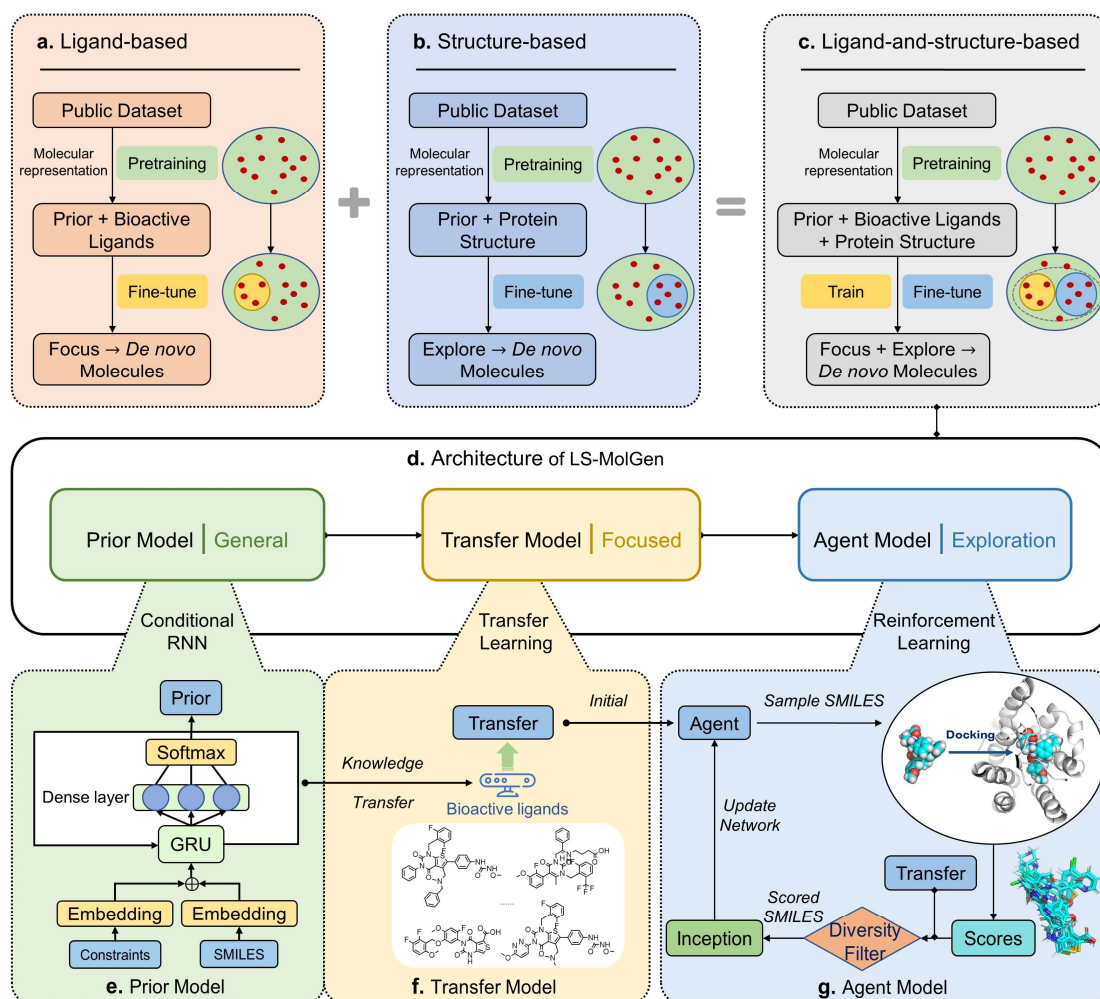 a. Ligand-based
Public Dataset
Molecular
representation
Pretraining
Prior + Bioactive
Ligands
Fine-tune
Focus → De novo
Molecules
+
b. Structure-based
Public Dataset
Molecular
representation
Pretraining
Prior + Protein
Structure
Fine-tune
Explore → De novo
Molecules
=
c. Ligand-and-structure-based
Public Dataset
Molecular
representation
Pretraining
Prior + Bioactive Ligands
+ Protein Structure
Train
Fine-tune
Focus + Explore →
De novo Molecules
d. Architecture of LS-MolGen
Prior Model | General
Transfer Model | Focused
Agent Model | Exploration
Conditional
RNN
Transfer
Learning
Reinforcement
Learning
Prior
Softmax
Dense layer
GRU
Embedding
Embedding
Constraints
SMILES
e. Prior Model
Knowledge
Transfer
Transfer
Bioactive ligands
......
f. Transfer Model
Initial
Agent
Sample SMILES
Docking
Update
Network
Transfer
Scored
SMILES
Inception
Diversity
Filter
Scores
g. Agent Model